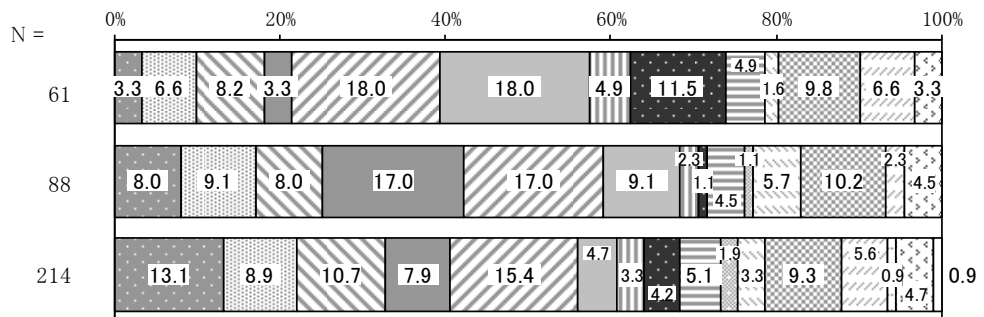 0% 20% 40% 60% 80% 100%
N =
61 3.3 6.6 8.2 3.3 18.0 18.0 4.9 11.5 4.9 1.6 9.8 6.6 3.3
88 8.0 9.1 8.0 17.0 17.0 9.1 2.3 1.1 4.5 1.1 5.7 10.2 2.3 4.5
214 13.1 8.9 10.7 7.9 15.4 4.7 3.3 4.2 5.1 1.9 3.3 9.3 5.6 0.9 4.7 0.9